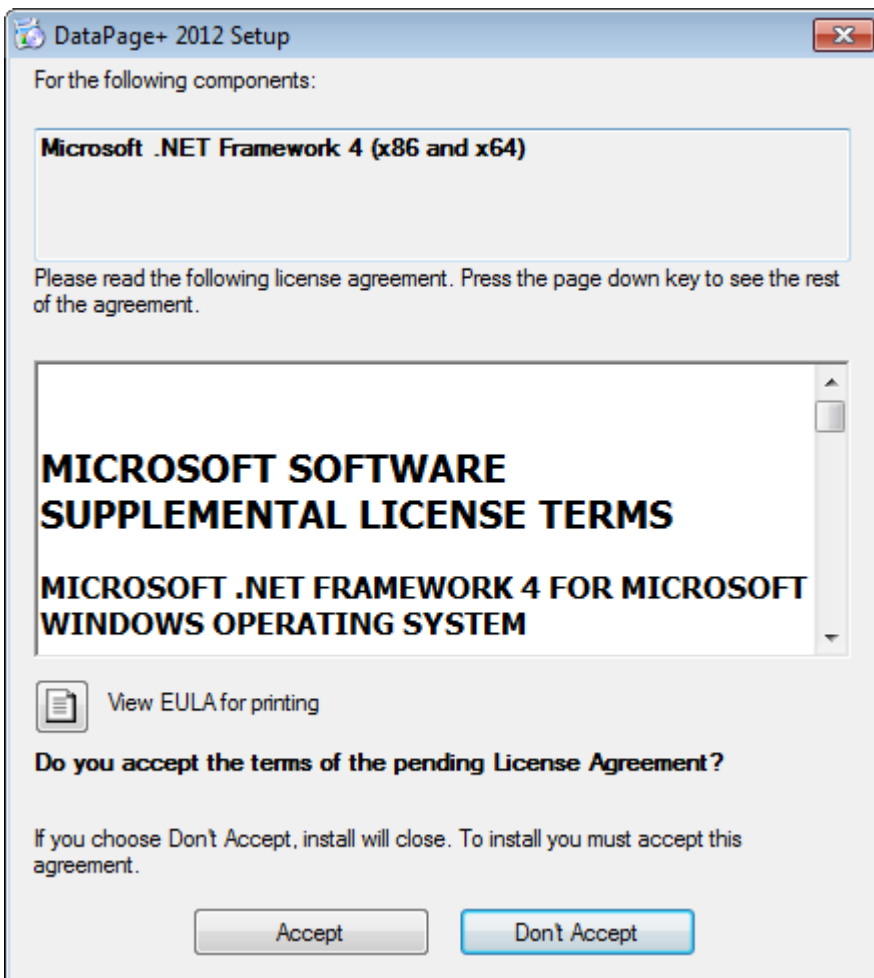 DataPage+ 2012 Setup
For the following components:
Microsoft .NET Framework 4 (x86 and x64)
Please read the following license agreement. Press the page down key to see the rest
of the agreement.
MICROSOFT SOFTWARE
SUPPLEMENTAL LICENSE TERMS
MICROSOFT .NET FRAMEWORK 4 FOR MICROSOFT
WINDOWS OPERATING SYSTEM
View EULA for printing
Do you accept the terms of the pending License Agreement?
If you choose Don't Accept, install will close. To install you must accept this
agreement.
Accept
Don't Accept